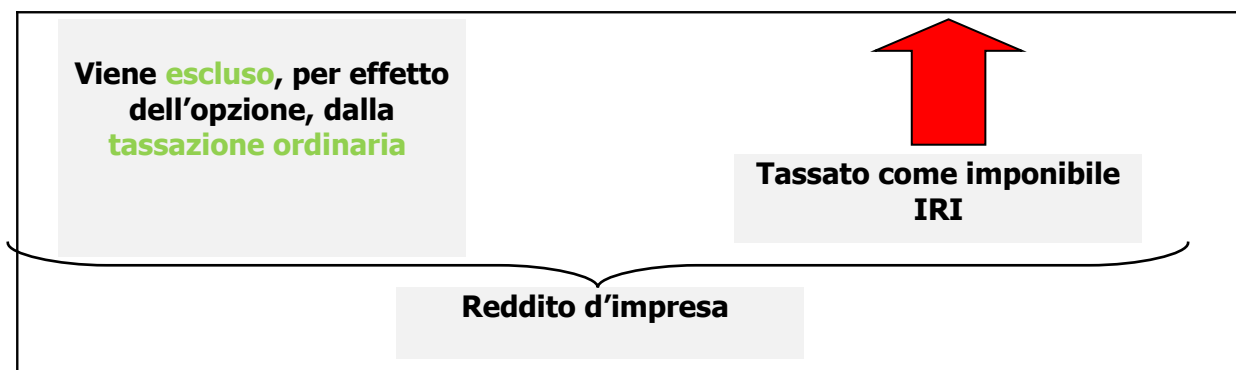 Viene escluso, per effetto
dell’opzione, dalla
tassazione ordinaria
Tassato come imponibile
IRI
Reddito d’impresa